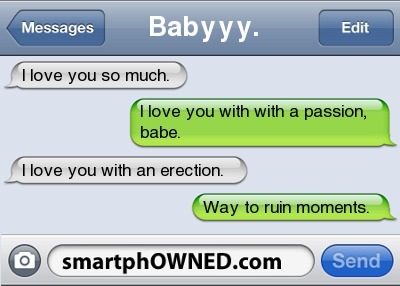 Messages
Babyyy.
Edit
I love you so much.
I love you with with a passion,
babe.
I love you with an erection.
Way to ruin moments.
smartphOWNED.com
Send